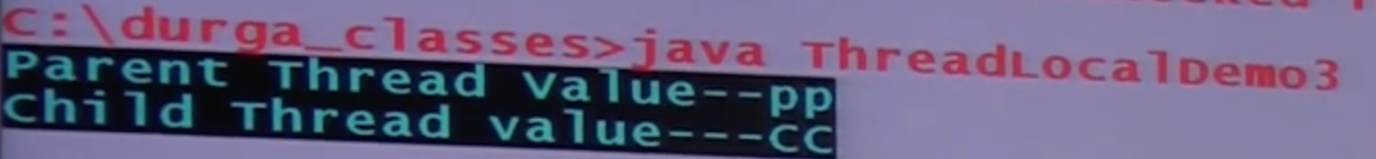 C:\durga_classes>java ThreadLocalDemo3
Parent Thread Value--pp
Child Thread value---CC